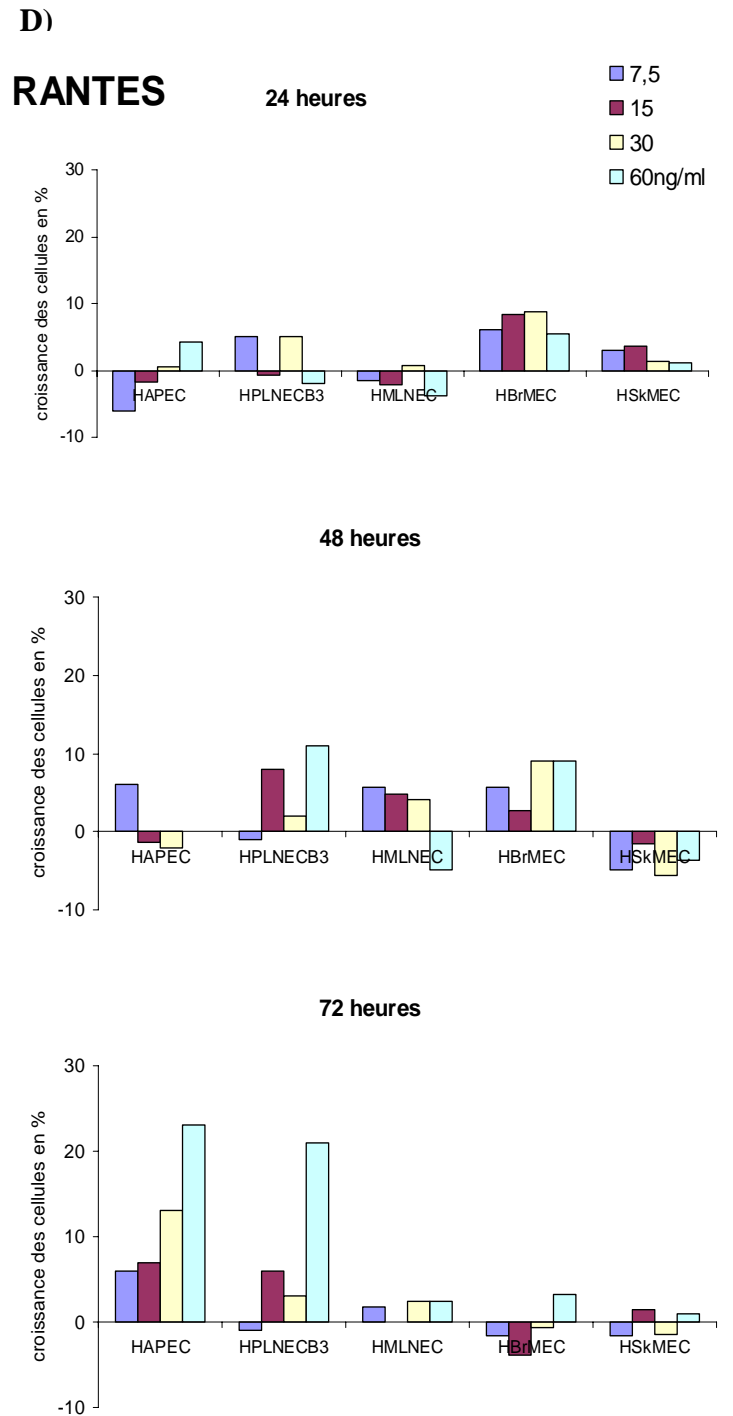 D)
RANTES
24 heures
7,5
15
30
60ng/ml
croissance des cellules en %
30
20
10
0
-10
HAPEC HPLNECB3 HMLNEC HBrMEC HSkMEC
48 heures
croissance des cellules en %
30
20
10
0
-10
HAPEC HPLNECB3 HMLNEC HBrMEC HSkMEC
72 heures
croissance des cellules en %
30
20
10
0
-10
HAPEC HPLNECB3 HMLNEC HBrMEC HSkMEC